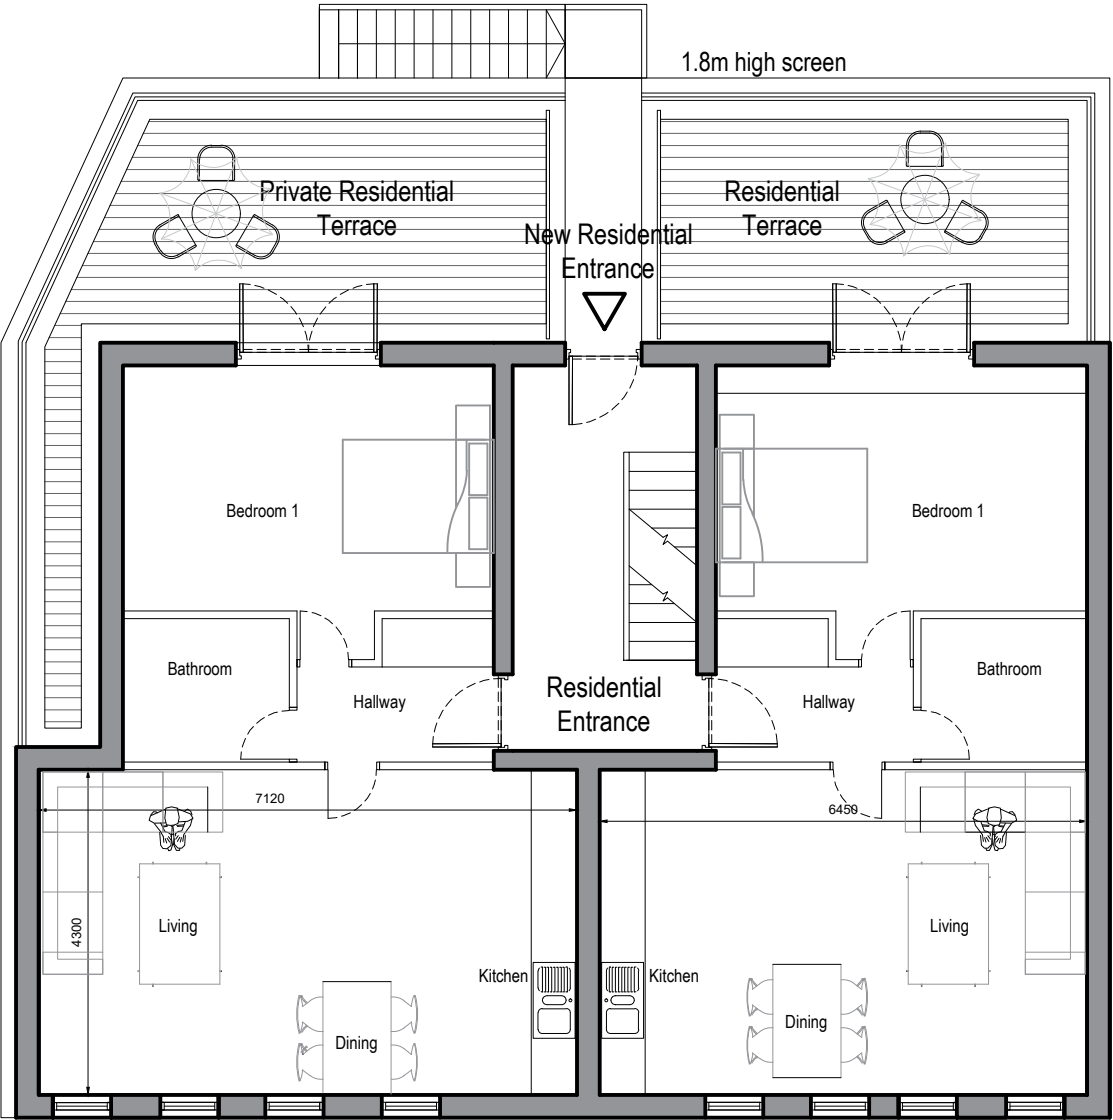 1.8m high screen
Private Residential
Terrace
Residential
Terrace
New Residential
Entrance
Bedroom 1
Bedroom 1
Bathroom
Hallway
Residential
Entrance
Hallway
Bathroom
7120
6450
4300
Living
Living
Kitchen
Kitchen
Dining
Dining